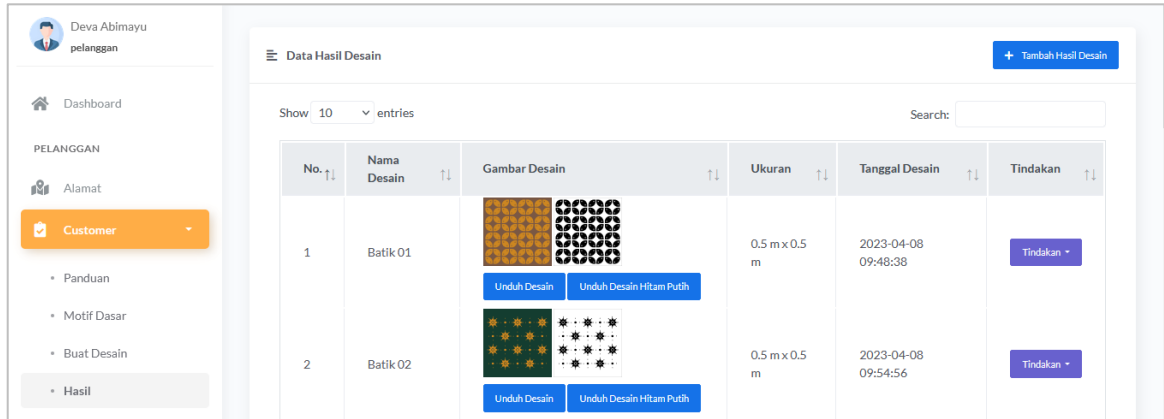 Deva Abimayu
pelanggan
Dashboard
PELANGGAN
Alamat
Customer
Panduan
Motif Dasar
Buat Desain
Hasil
Data Hasil Desain
+ Tambah Hasil Desain
Show 10 entries
Search:
No.
Nama
Desain
Gambar Desain
Ukuran
Tanggal Desain
Tindakan
1
Batik 01
Unduh Desain
Unduh Desain Hitam Putih
0.5 m x 0.5
m
2023-04-08
09:48:38
Tindakan
2
Batik 02
Unduh Desain
Unduh Desain Hitam Putih
0.5 m x 0.5
m
2023-04-08
09:54:56
Tindakan